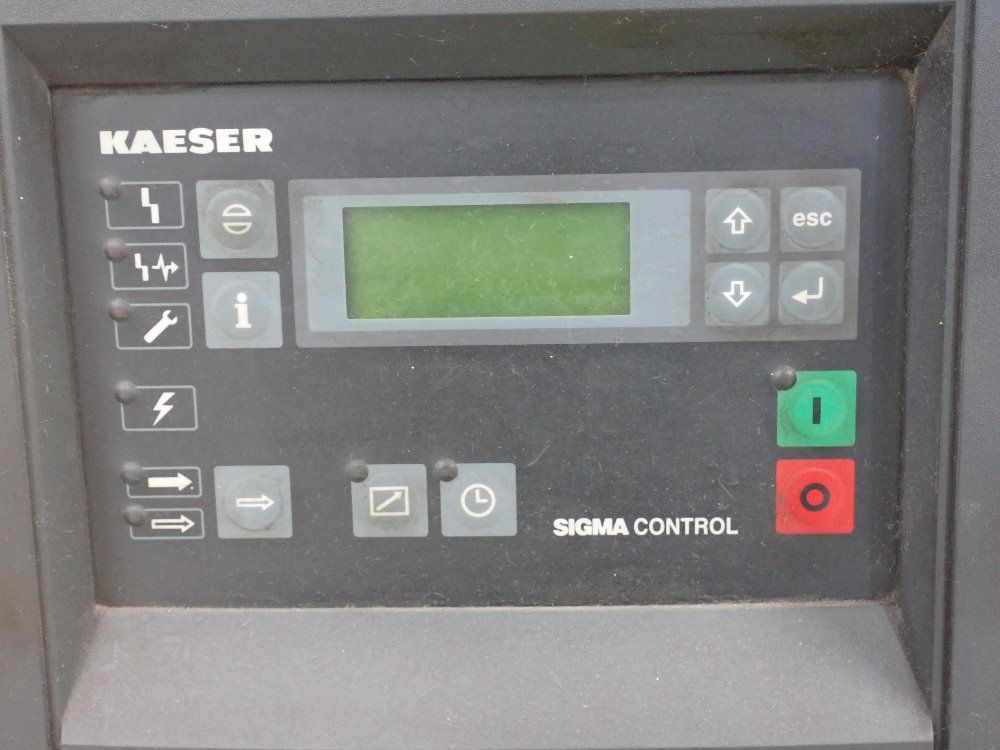 KAESER
i
esc
I
O
SIGMA CONTROL